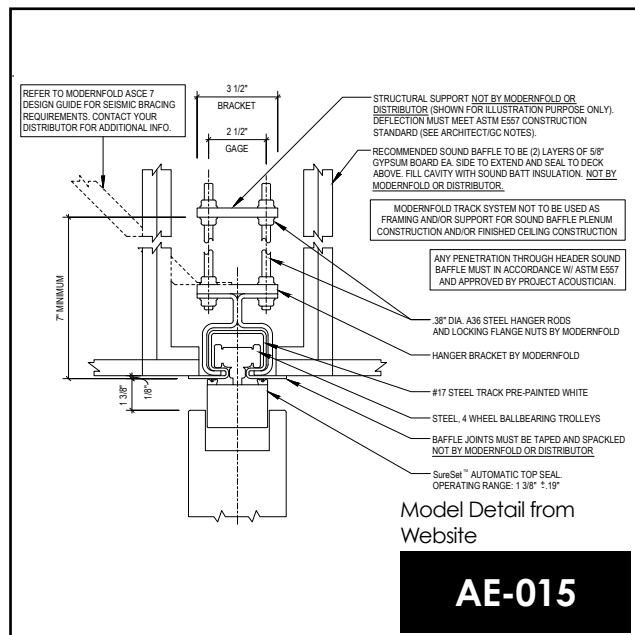 REFER TO MODERNFOLD ASCE 7
DESIGN GUIDE FOR SEISMIC BRACING
REQUIREMENTS. CONTACT YOUR
DISTRIBUTOR FOR ADDITIONAL INFO.
3 1/2"
BRACKET
2 1/2"
GAGE
7" MINIMUM
1 3/8"
1/8"
STRUCTURAL SUPPORT NOT BY MODERNFOLD OR
DISTRIBUTOR (SHOWN FOR ILLUSTRATION PURPOSE ONLY).
DEFLECTION MUST MEET ASTM E557 CONSTRUCTION
STANDARD (SEE ARCHITECT/GC NOTES).
RECOMMENDED SOUND BAFFLE TO BE (2) LAYERS OF 5/8"
GYPSUM BOARD EA. SIDE TO EXTEND AND SEAL TO DECK
ABOVE. FILL CAVITY WITH SOUND BATT INSULATION. NOT BY
MODERNFOLD OR DISTRIBUTOR.
MODERNFOLD TRACK SYSTEM NOT TO BE USED AS
FRAMING AND/OR SUPPORT FOR SOUND BAFFLE PLENUM
CONSTRUCTION AND/OR FINISHED CEILING CONSTRUCTION
ANY PENETRATION THROUGH HEADER SOUND
BAFFLE MUST IN ACCORDANCE W/ ASTM E557
AND APPROVED BY PROJECT ACOUSTICIAN.
.38" DIA. A36 STEEL HANGER RODS
AND LOCKING FLANGE NUTS BY MODERNFOLD
HANGER BRACKET BY MODERNFOLD
#17 STEEL TRACK PRE-PAINTED WHITE
STEEL, 4 WHEEL BALLBEARING TROLLEYS
BAFFLE JOINTS MUST BE TAPED AND SPACKLED
NOT BY MODERNFOLD OR DISTRIBUTOR
SureSet™ AUTOMATIC TOP SEAL.
OPERATING RANGE: 1 3/8" ±.19"
Model Detail from
Website
AE-015